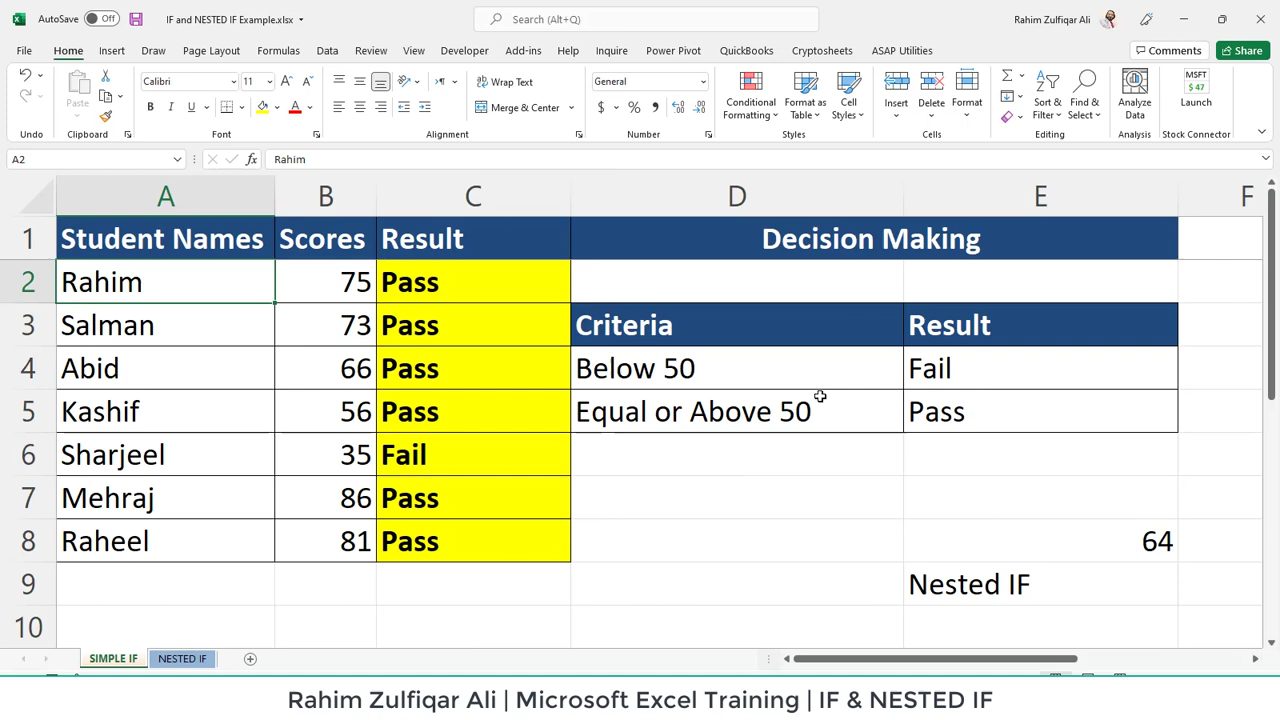 AutoSave Off IF and NESTED IF Example.xlsx Search (Alt+Q) Rahim Zulfiqar Ali
File Home Insert Draw Page Layout Formulas Data Review View Developer Add-ins Help Inquire Power Pivot QuickBooks Cryptosheets ASAP Utilities Comments Share
Calibri 11 Wrap Text General
Paste Merge & Center Conditional Formatting Format as Table Cell Styles Insert Delete Format Sort & Filter Find & Select Analyze Data MSFT $ 47 Launch
Undo Clipboard Font Alignment Number Styles Cells Editing Analysis Stock Connector
A2 fx Rahim
A B C D E F
1 Student Names Scores Result Decision Making
2 Rahim 75 Pass
3 Salman 73 Pass Criteria Result
4 Abid 66 Pass Below 50 Fail
5 Kashif 56 Pass Equal or Above 50 Pass
6 Sharjeel 35 Fail
7 Mehraj 86 Pass
8 Raheel 81 Pass 64
9 Nested IF
10
SIMPLE IF NESTED IF
Rahim Zulfiqar Ali | Microsoft Excel Training | IF & NESTED IF